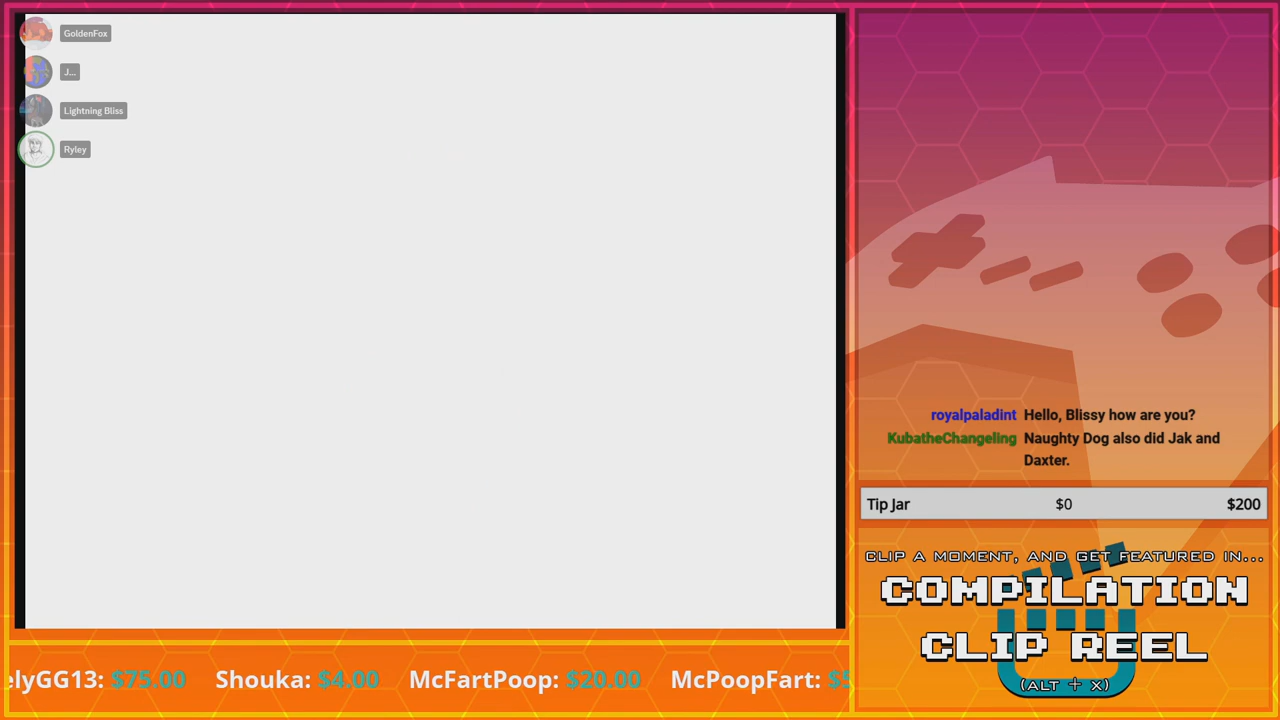 GoldenFox
J...
Lightning Bliss
Ryley
royalpaladint Hello, Blissy how are you?
KubatheChangeling Naughty Dog also did Jak and
Daxter.
Tip Jar $0 $200
CLIP A MOMENT, AND GET FEATURED IN...
COMPILATION
CLIP REEL
(ALT + X)
elyGG13: $75.00 Shouka: $4.00 McFartPoop: $20.00 McPoopFart: